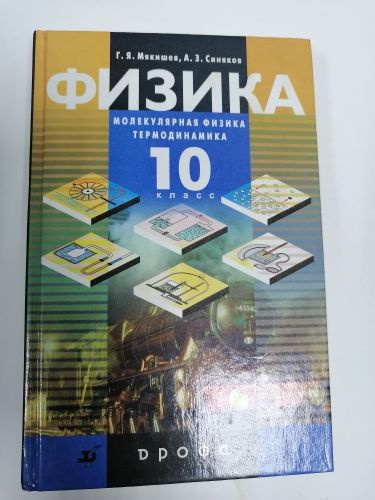 Г. Я. Мякишев, А. З. Синяков
ФИЗИКА
МОЛЕКУЛЯРНАЯ ФИЗИКА
ТЕРМОДИНАМИКА
10
КЛАСС
ДРОФА